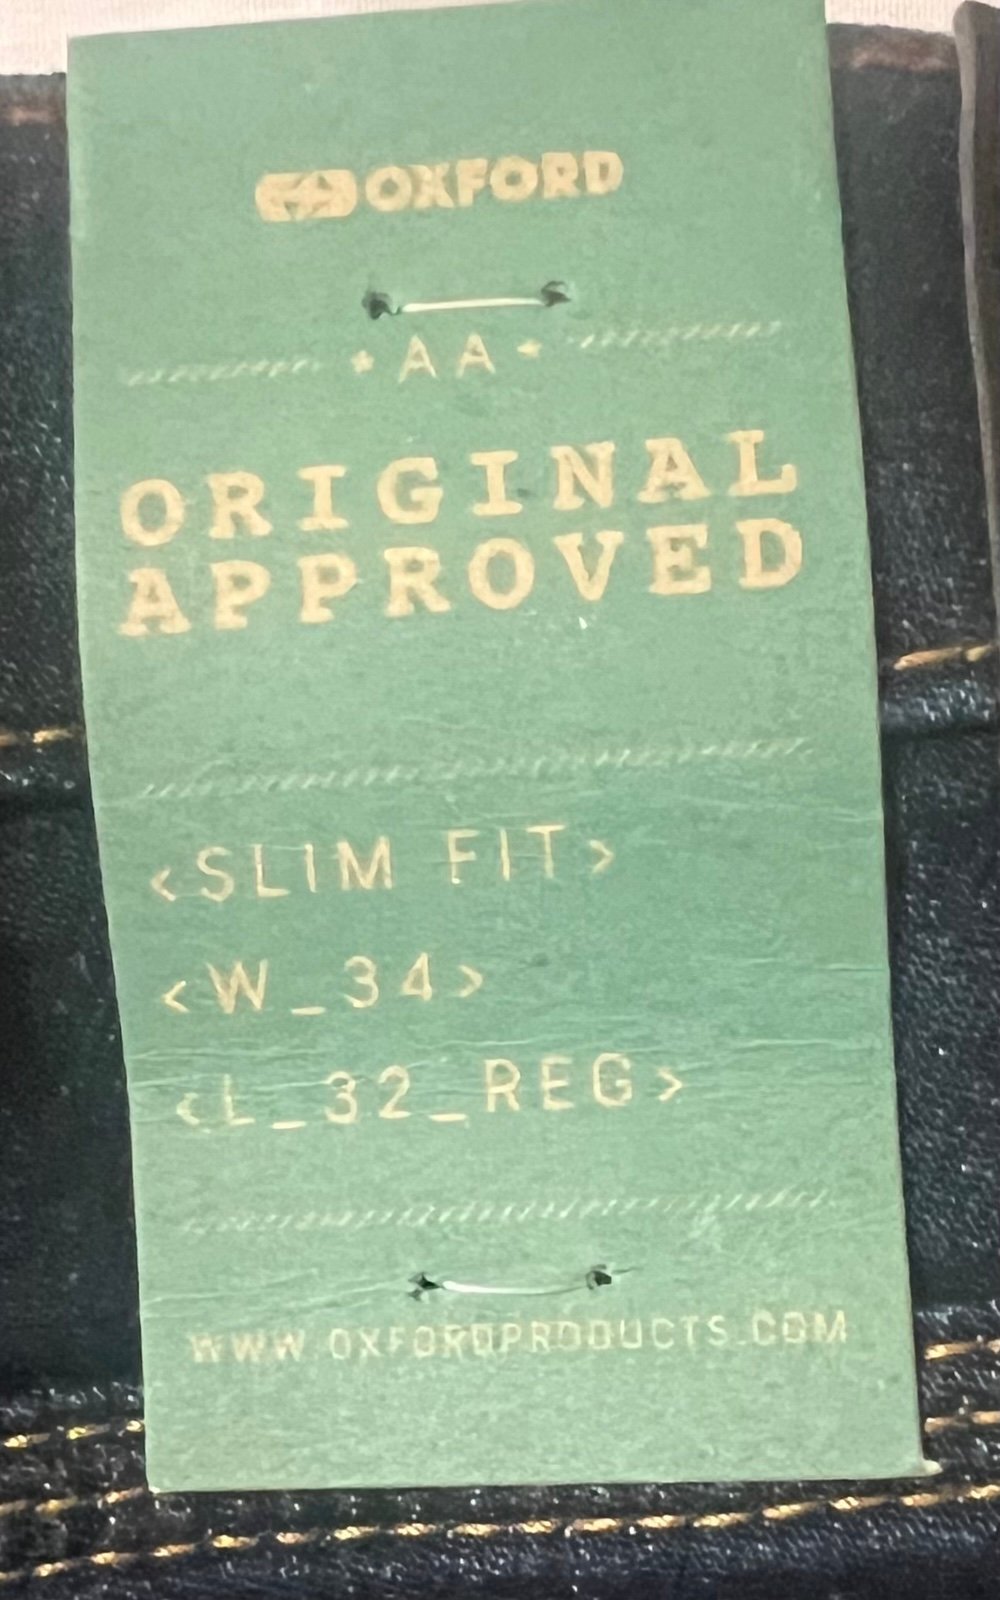 OXFORD
* AA *
ORIGINAL
APPROVED
<SLIM FIT>
<W_34>
<L_32_REG>
WWW.OXFORDPRODUCTS.COM